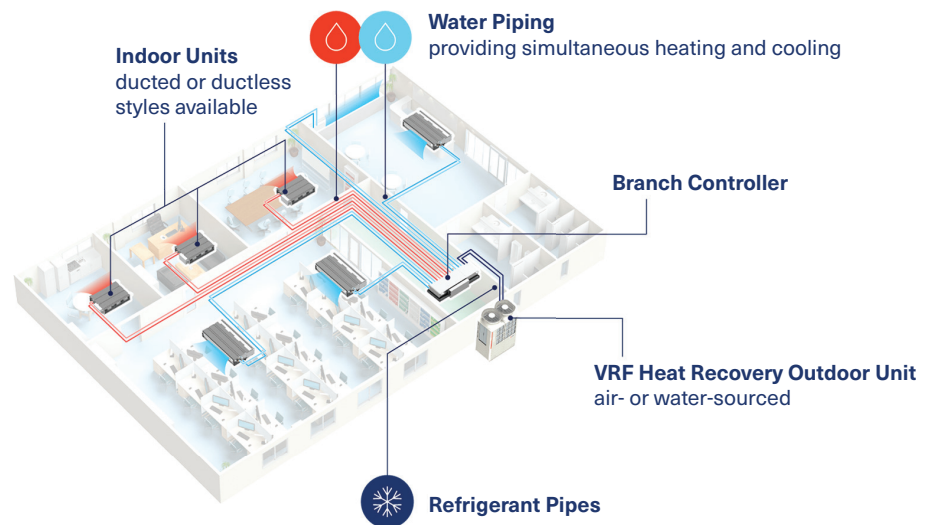 Water Piping
providing simultaneous heating and cooling
Indoor Units
ducted or ductless
styles available
Branch Controller
VRF Heat Recovery Outdoor Unit
air- or water-sourced
Refrigerant Pipes